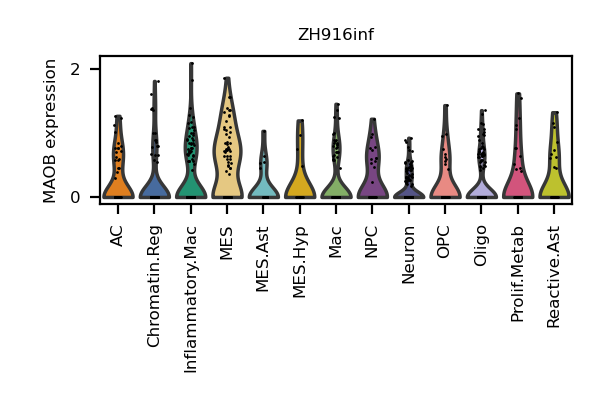 ZH916inf
MAOB expression
2
0
AC
Chromatin.Reg
Inflammatory.Mac
MES
MES.Ast
MES.Hyp
Mac
NPC
Neuron
OPC
Oligo
Prolif.Metab
Reactive.Ast